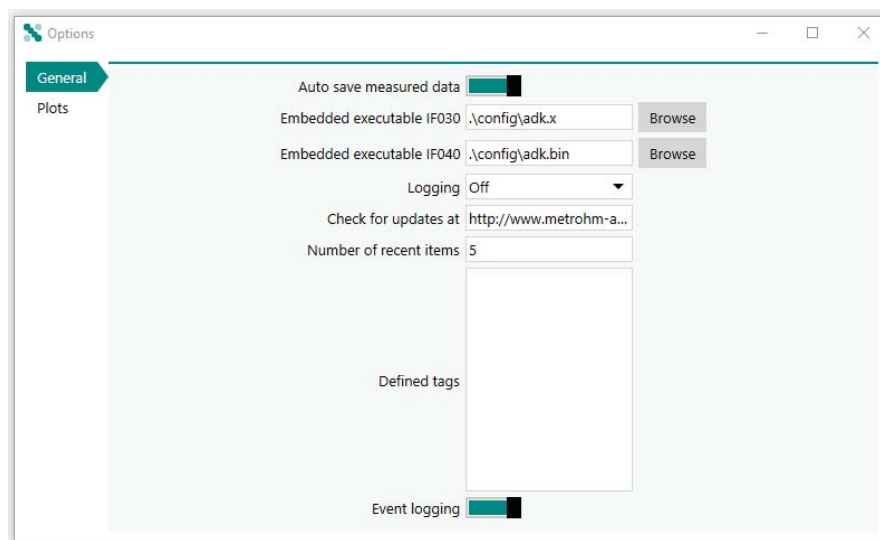 Options
General
Plots
Auto save measured data
Embedded executable IF030 .\config\adk.x Browse
Embedded executable IF040 .\config\adk.bin Browse
Logging Off
Check for updates at http://www.metrohm-a...
Number of recent items 5
Defined tags
Event logging